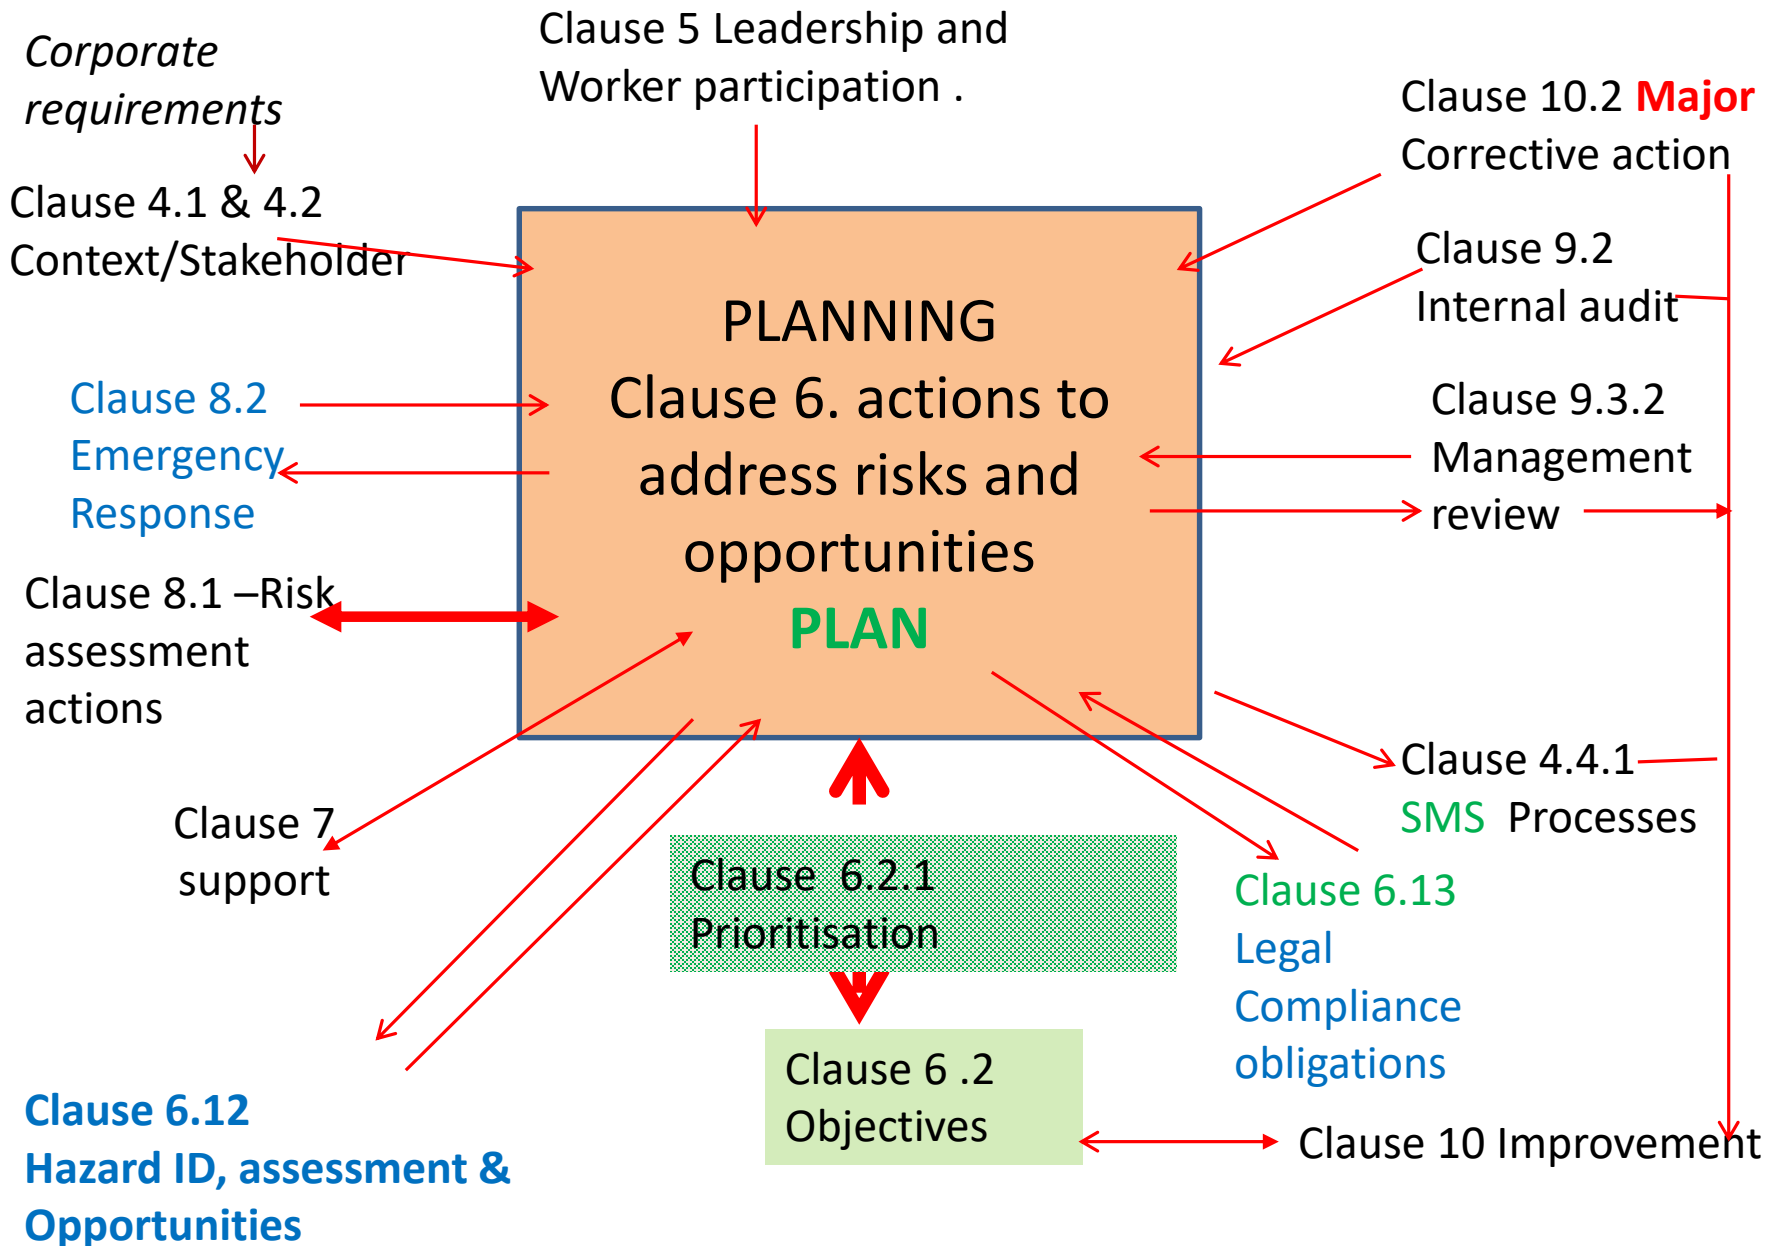 Corporate
requirements
Clause 5 Leadership and
Worker participation .
Clause 10.2 Major
Corrective action
Clause 4.1 & 4.2
Context/Stakeholder
Clause 9.2
Internal audit
PLANNING
Clause 6. actions to
address risks and
opportunities
PLAN
Clause 8.2
Emergency
Response
Clause 9.3.2
Management
review
Clause 8.1 –Risk
assessment
actions
Clause 4.4.1
SMS Processes
Clause 7
support
Clause 6.2.1
Prioritisation
Clause 6.13
Legal
Compliance
obligations
Clause 6 .2
Objectives
Clause 10 Improvement
Clause 6.12
Hazard ID, assessment &
Opportunities